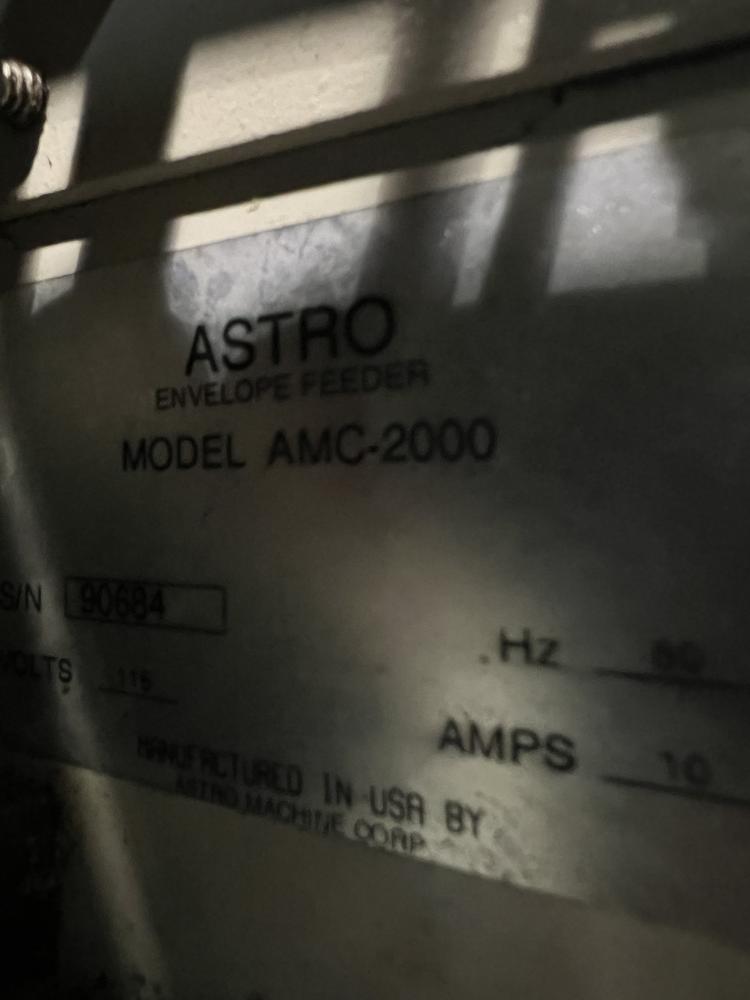 ASTRO
ENVELOPE FEEDER
MODEL AMC-2000
S/N 90684
VOLTS 115
.Hz 60
AMPS 10
MANUFACTURED IN USA BY
ASTRO MACHINE CORP